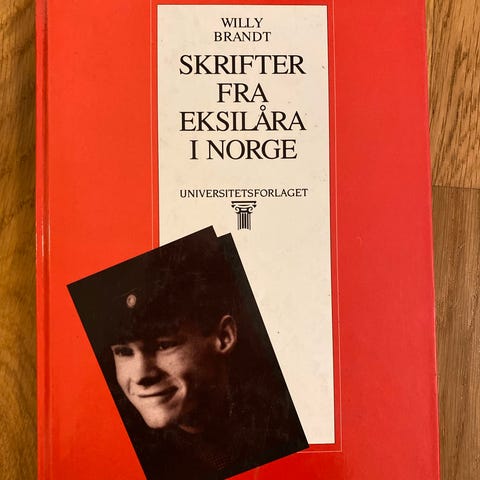 WILLY
BRANDT
SKRIFTER
FRA
EKSILÅRA
I NORGE
UNIVERSITETSFORLAGET